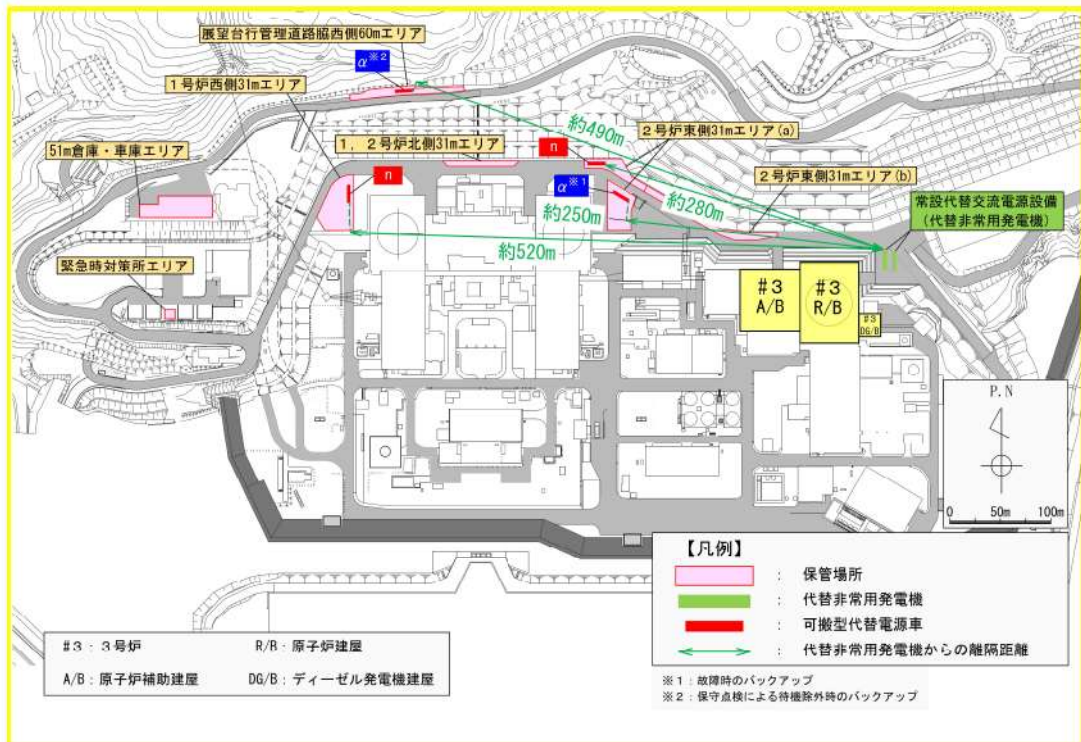 展望台行管理道路脇西側60mエリア
α※2
1号炉西側31mエリア
約490m
2号炉東側31mエリア(a)
n
1, 2号炉北側31mエリア
51m倉庫・車庫エリア
n
α※1
2号炉東側31mエリア(b)
約280m
約250m
常設代替交流電源設備
(代替非常用発電機)
約520m
緊急時対策所エリア
#3
A/B
#3
R/B
#3
DG/B
P.N
0 50m 100m
【凡例】
: 保管場所
: 代替非常用発電機
: 可搬型代替電源車
: 代替非常用発電機からの離隔距離
#3:3号炉 R/B:原子炉建屋
A/B:原子炉補助建屋 DG/B:ディーゼル発電機建屋
※1:故障時のバックアップ
※2:保守点検による待機除外時のバックアップ